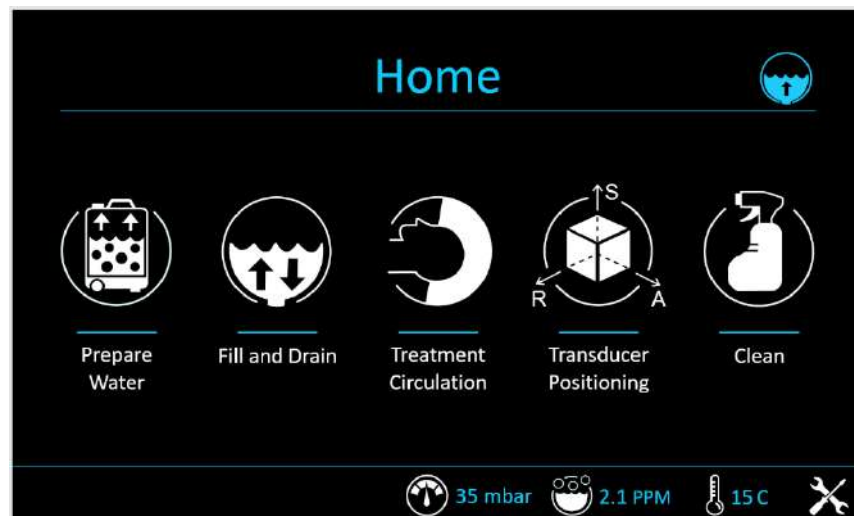 Home
S
R
A
Prepare
Water
Fill and Drain
Treatment
Circulation
Transducer
Positioning
Clean
35 mbar
2.1 PPM
15 C